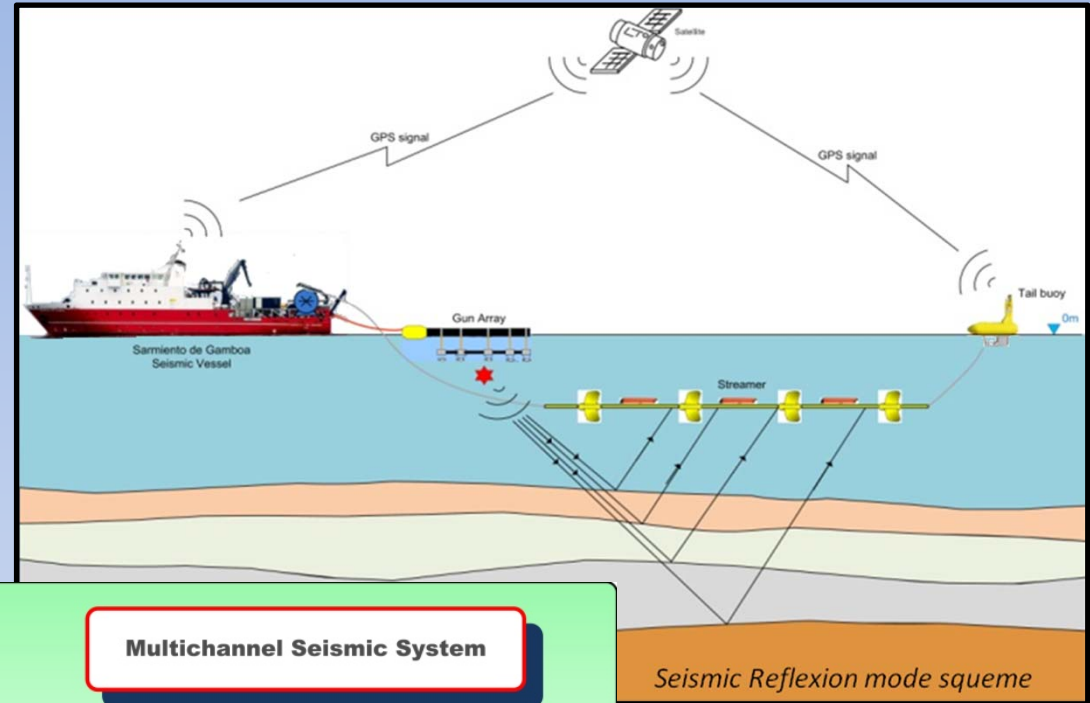 Satellite
GPS signal
GPS signal
Tail buoy
0m
Gun Array
Sarmiento de Gamboa
Seismic Vessel
Streamer
Multichannel Seismic System
Seismic Reflexion mode squeme